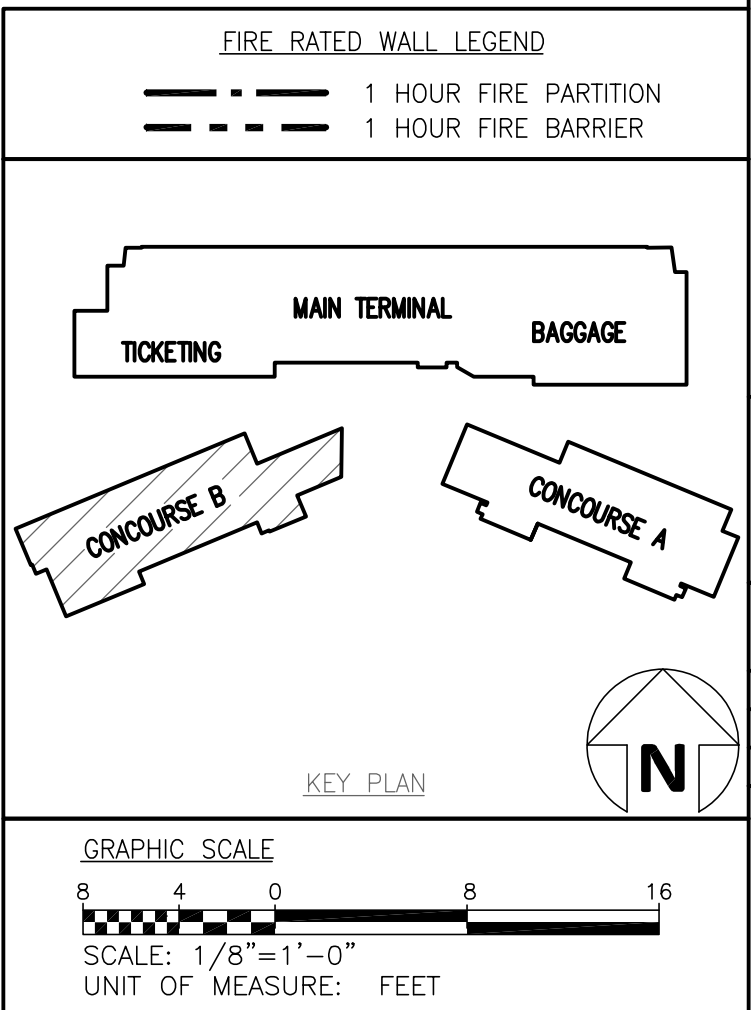 FIRE RATED WALL LEGEND
1 HOUR FIRE PARTITION
1 HOUR FIRE BARRIER
MAIN TERMINAL
BAGGAGE
TICKETING
CONCOURSE B
CONCOURSE A
N
KEY PLAN
GRAPHIC SCALE
8 4 0 8 16
SCALE: 1/8"=1'-0"
UNIT OF MEASURE: FEET